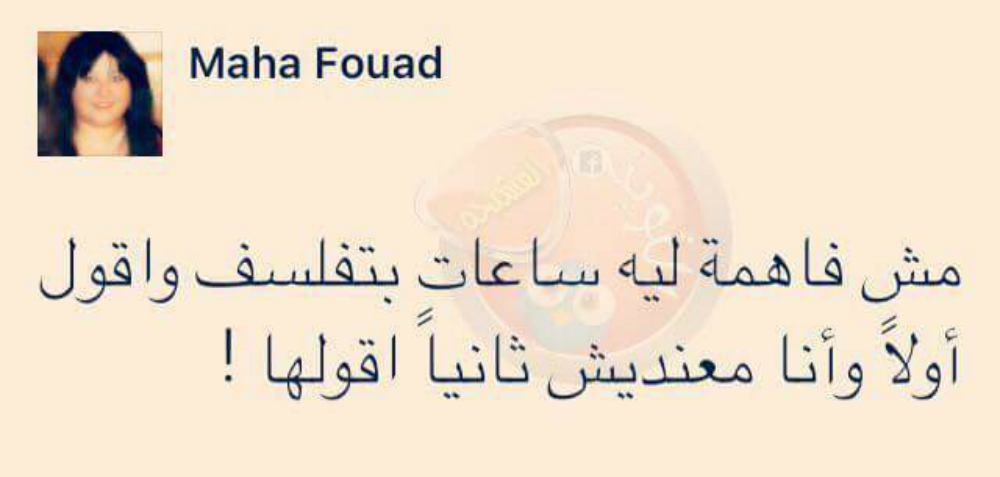 Maha Fouad
مش فاهمة ليه ساعات بتفلسف واقول
أولاً وأنا معنديش ثانياً اقولها !